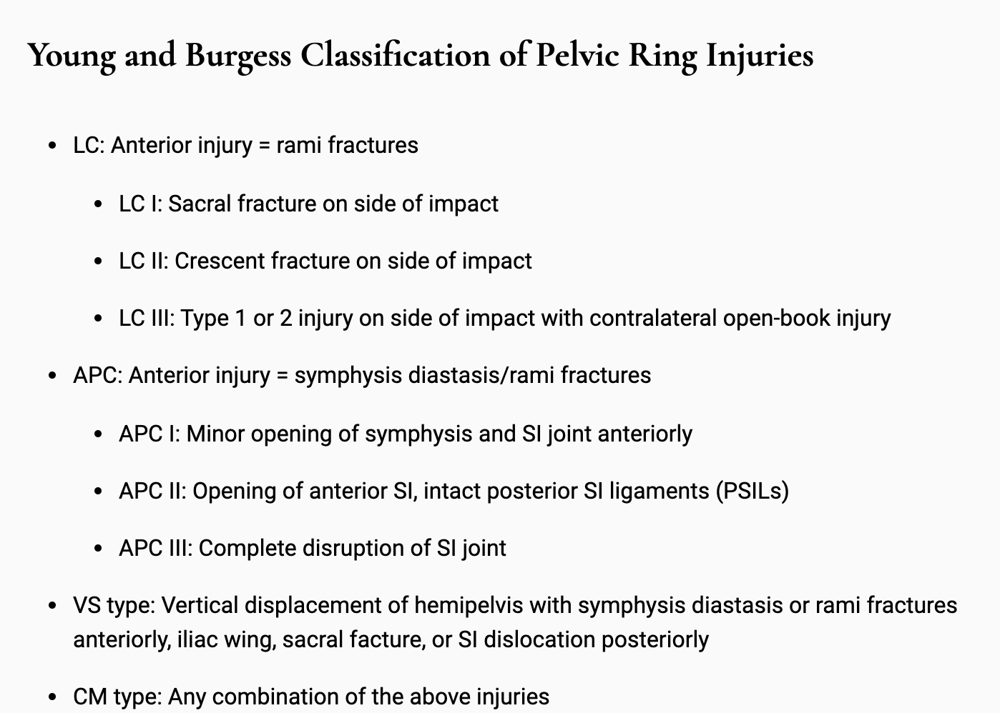 Young and Burgess Classification of Pelvic Ring Injuries
• LC: Anterior injury = rami fractures
• LC I: Sacral fracture on side of impact
• LC II: Crescent fracture on side of impact
• LC III: Type 1 or 2 injury on side of impact with contralateral open-book injury
• APC: Anterior injury = symphysis diastasis/rami fractures
• APC I: Minor opening of symphysis and SI joint anteriorly
• APC II: Opening of anterior SI, intact posterior SI ligaments (PSILs)
• APC III: Complete disruption of SI joint
• VS type: Vertical displacement of hemipelvis with symphysis diastasis or rami fractures
anteriorly, iliac wing, sacral facture, or SI dislocation posteriorly
• CM type: Any combination of the above injuries